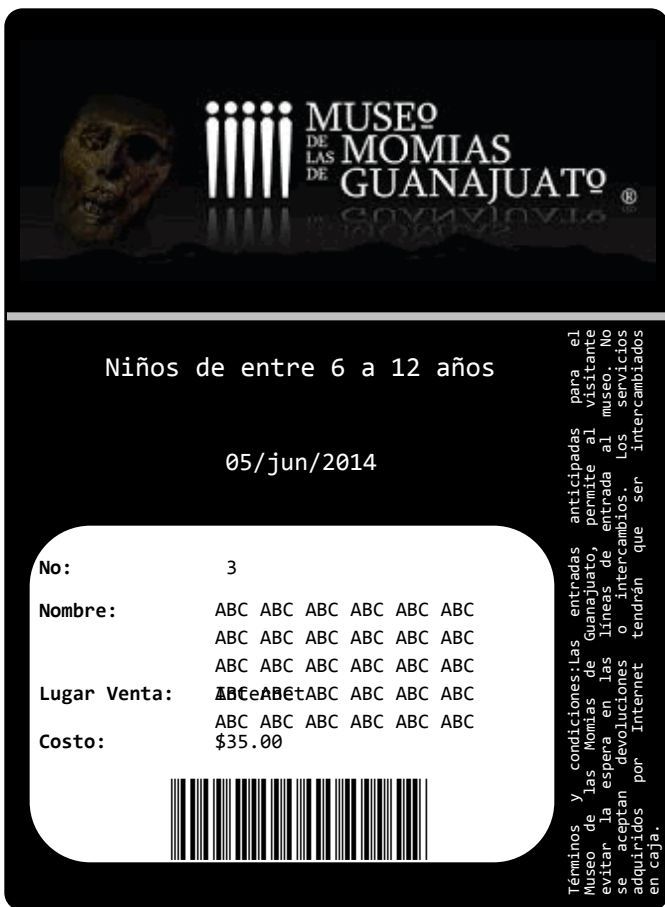 MUSEO
DE LAS MOMIAS
DE GUANAJUATO ®
Niños de entre 6 a 12 años
05/jun/2014
No: 3
Nombre: ABC ABC ABC ABC ABC ABC
ABC ABC ABC ABC ABC ABC
ABC ABC ABC ABC ABC ABC
Lugar Venta: Internet ABC ABC ABC ABC
ABC ABC ABC ABC ABC ABC
Costo: $35.00
Términos y condiciones:Las entradas anticipadas para el
Museo de las Momias de Guanajuato, permite al visitante
evitar la espera en las líneas de entrada al museo. No
se aceptan devoluciones o intercambios. Los servicios
adquiridos por Internet tendrán que ser intercambiados
en caja.